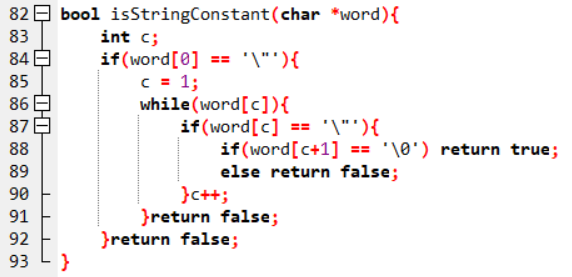 82 bool isStringConstant(char *word){
83     int c;
84     if(word[0] == '\"'){
85         c = 1;
86         while(word[c]){
87             if(word[c] == '\"'){
88                 if(word[c+1] == '\0') return true;
89                 else return false;
90             }c++;
91         }return false;
92     }return false;
93 }